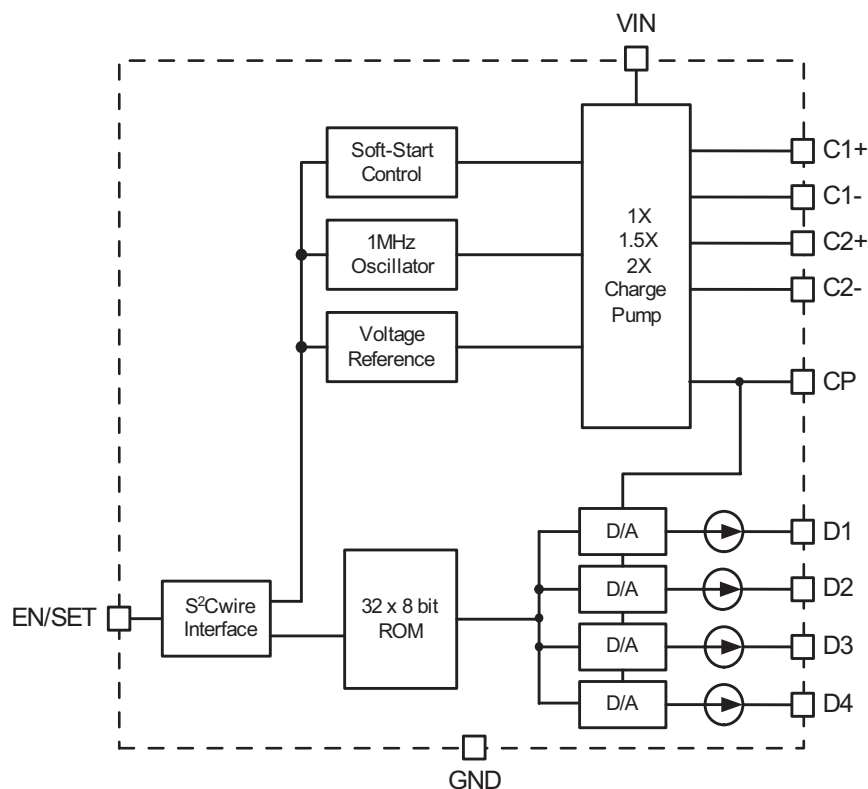 VIN
Soft-Start
Control
1MHz
Oscillator
Voltage
Reference
1X
1.5X
2X
Charge
Pump
C1+
C1-
C2+
C2-
CP
EN/SET
S²Cwire
Interface
32 x 8 bit
ROM
D/A
D/A
D/A
D/A
D1
D2
D3
D4
GND